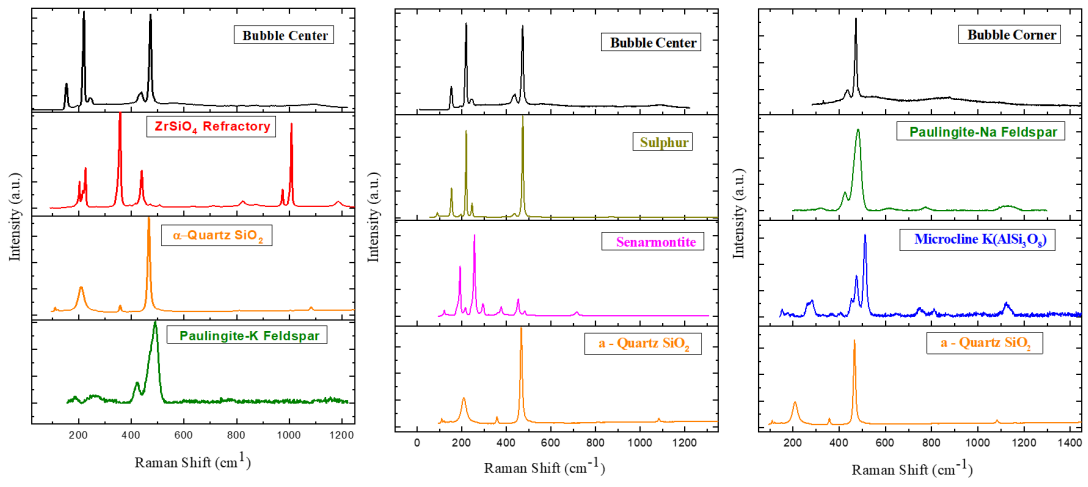 Bubble Center
ZrSiO4 Refractory
α-Quartz SiO2
Paulingite-K Feldspar
Intensity (a.u.)
0 200 400 600 800 1000 1200
Raman Shift (cm1)
Bubble Center
Sulphur
Senarmontite
a - Quartz SiO2
Intensity (a.u.)
0 200 400 600 800 1000 1200
Raman Shift (cm-1)
Bubble Corner
Paulingite-Na Feldspar
Microcline K(AlSi3O8)
a - Quartz SiO2
Intensity (a.u.)
200 400 600 800 1000 1200 1400
Raman Shift (cm-1)